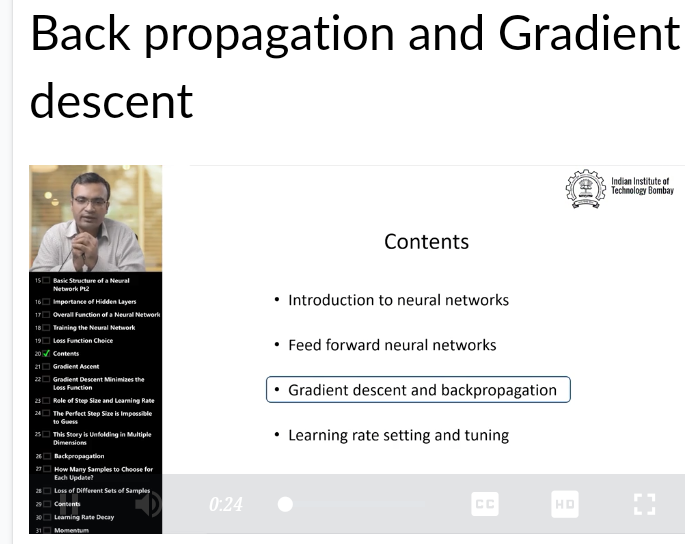 Back propagation and Gradient
descent
Indian Institute of
Technology Bombay
Contents
• Introduction to neural networks
• Feed forward neural networks
• Gradient descent and backpropagation
• Learning rate setting and tuning
15 Basic Structure of a Neural
Network Pt2
16 Importance of Hidden Layers
17 Overall Function of a Neural Network
18 Training the Neural Network
19 Loss Function Choice
20 Contents
21 Gradient Ascent
22 Gradient Descent Minimizes the
Loss Function
23 Role of Step Size and Learning Rate
24 The Perfect Step Size is Impossible
to Guess
25 This Story is Unfolding in Multiple
Dimensions
26 Backpropagation
27 How Many Samples to Choose for
Each Update?
28 Loss of Different Sets of Samples
29 Contents
30 Learning Rate Decay
31 Momentum
0:24
CC
HD